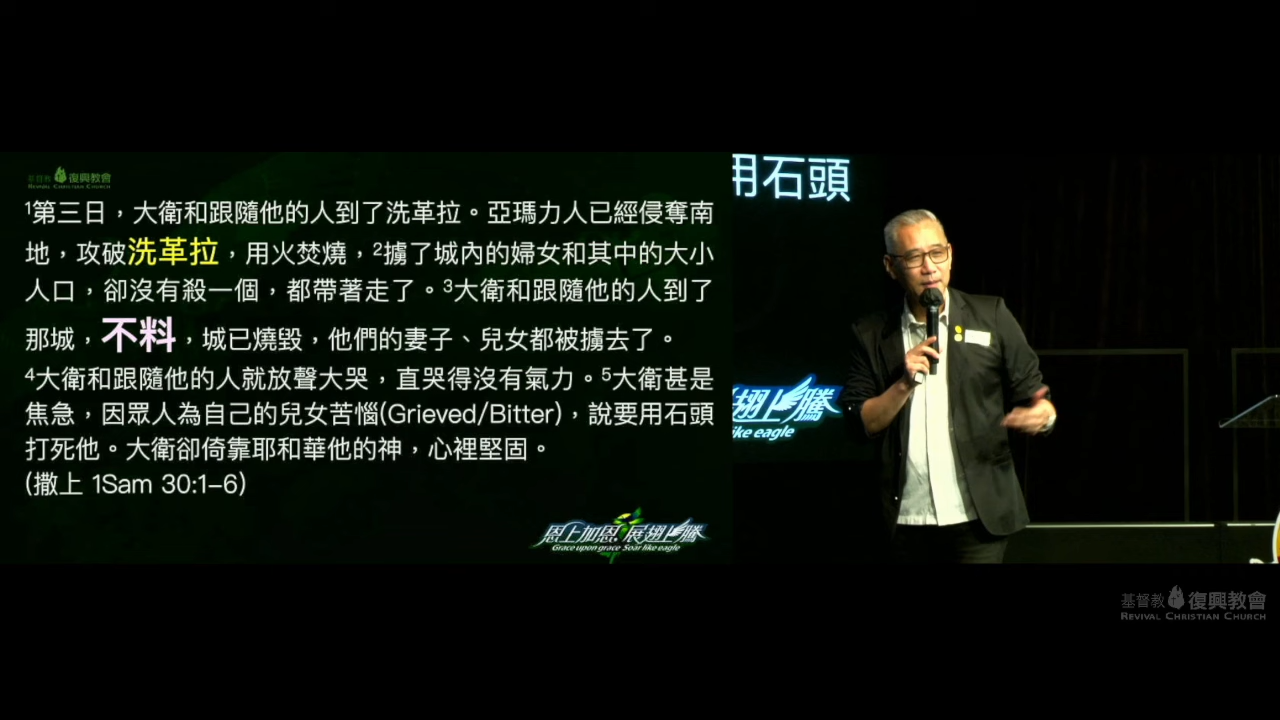 基督教 復興教會
REVIVAL CHRISTIAN CHURCH
¹第三日，大衛和跟隨他的人到了洗革拉。亞瑪力人已經侵奪南
地，攻破洗革拉，用火焚燒，²擄了城內的婦女和其中的大小
人口，卻沒有殺一個，都帶著走了。³大衛和跟隨他的人到了
那城，不料，城已燒毀，他們的妻子、兒女都被擄去了。
⁴大衛和跟隨他的人就放聲大哭，直哭得沒有氣力。⁵大衛甚是
焦急，因眾人為自己的兒女苦惱(Grieved/Bitter)，說要用石頭
打死他。大衛卻倚靠耶和華他的神，心裡堅固。
(撒上 1Sam 30:1-6)
恩上加恩 展翅上騰
Grace upon grace Soar like eagle
用石頭
翅上騰
like eagle
基督教 復興教會
REVIVAL CHRISTIAN CHURCH